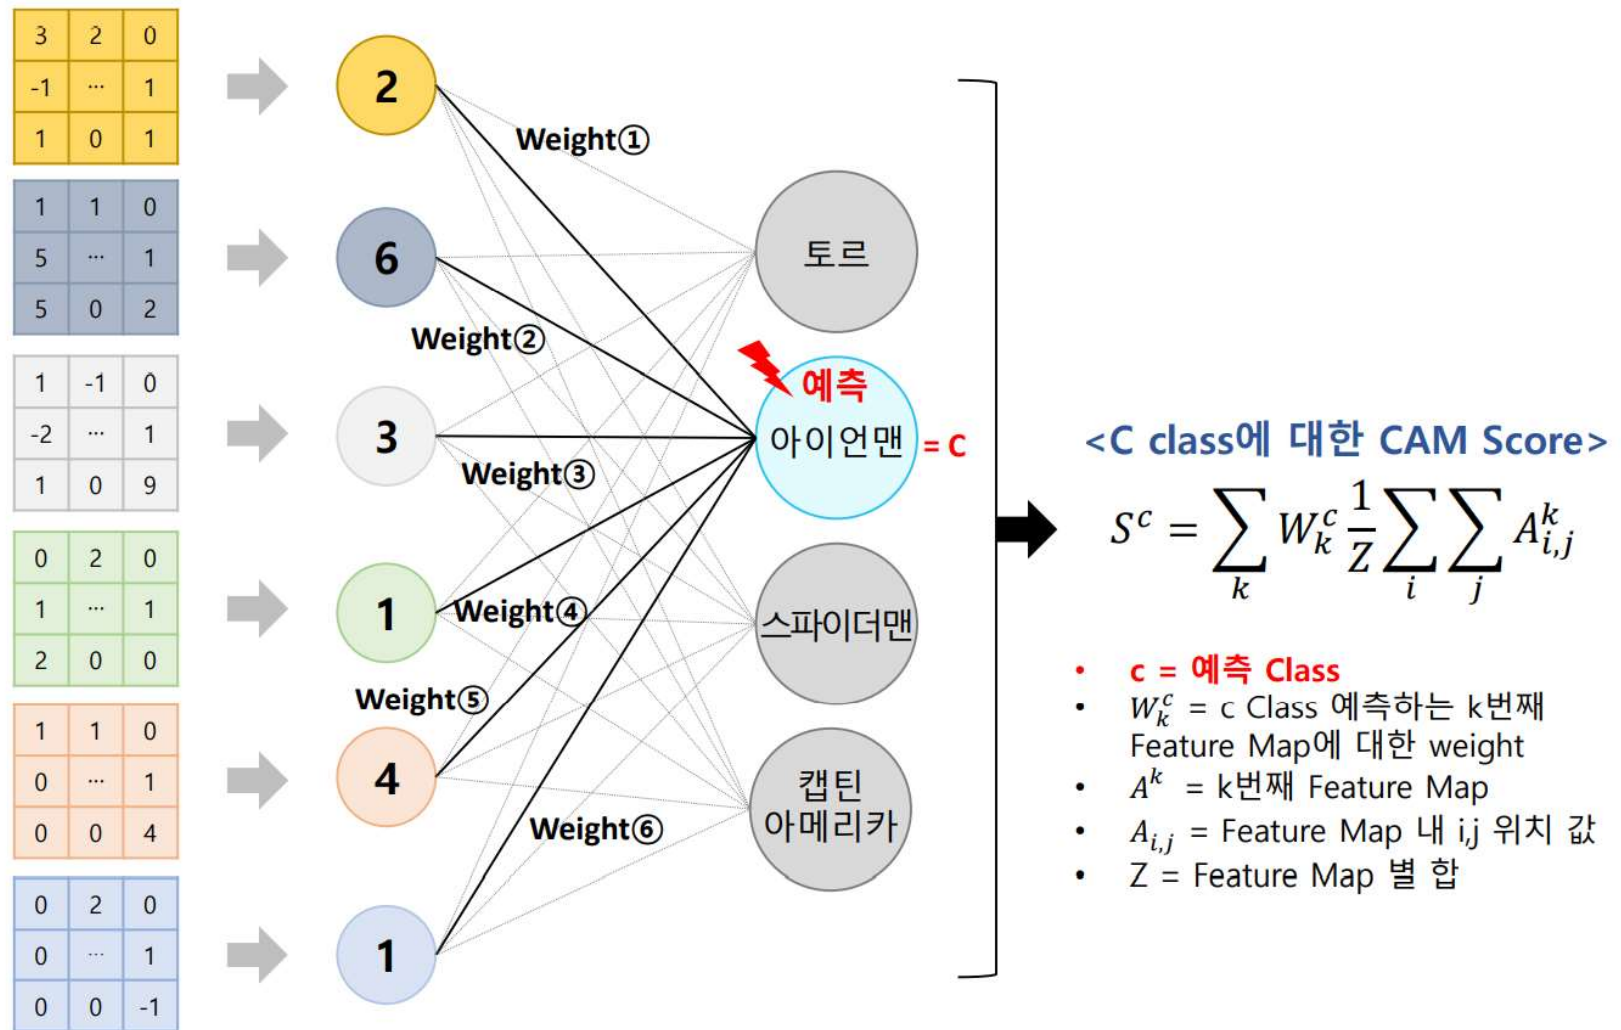 3 2 0
-1 ··· 1
1 0 1
2
1 1 0
5 ··· 1
5 0 2
6
1 -1 0
-2 ··· 1
1 0 9
3
0 2 0
1 ··· 1
2 0 0
1
1 1 0
0 ··· 1
0 0 4
4
0 2 0
0 ··· 1
0 0 -1
1
Weight①
Weight②
Weight③
Weight④
Weight⑤
Weight⑥
토르
예측
아이언맨
= C
스파이더맨
캡틴
아메리카
<C class에 대한 CAM Score>
S^c = ∑_k W_k^c 1/Z ∑_i ∑_j A_{i,j}^k
• c = 예측 Class
• W_k^c = c Class 예측하는 k번째
Feature Map에 대한 weight
• A^k = k번째 Feature Map
• A_{i,j} = Feature Map 내 i,j 위치 값
• Z = Feature Map 별 합